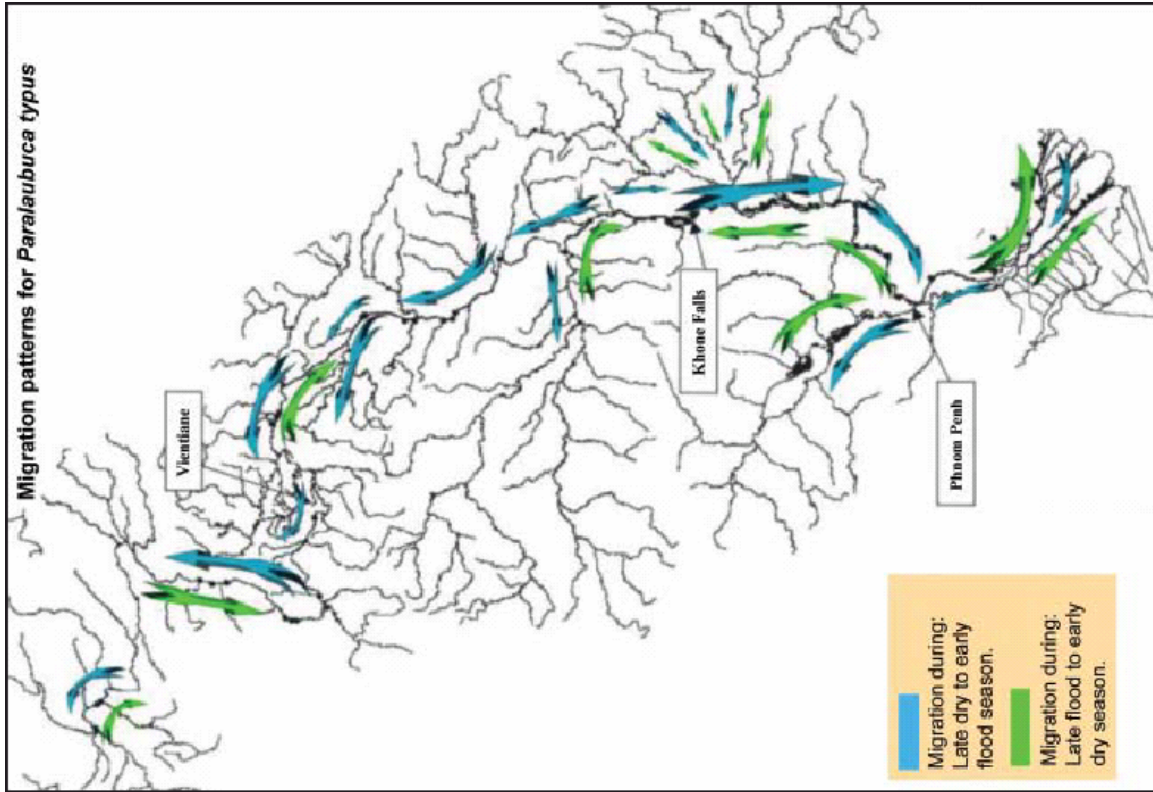 Migration patterns for Paralaubuca typus
Vientiane
Khone Falls
Phnom Penh
Migration during:
Late dry to early
flood season.
Migration during:
Late flood to early
dry season.